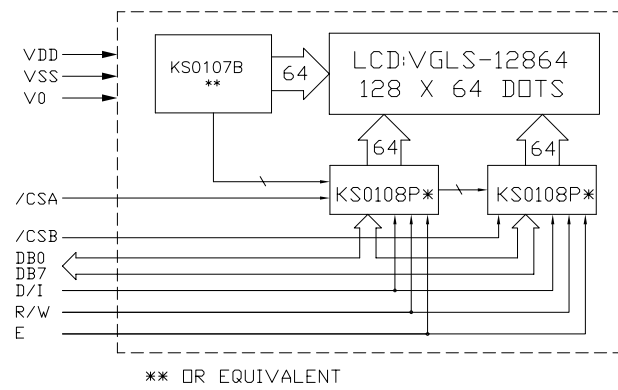 VDD
VSS
V0
KS0107B
**
64
LCD:VGLS-12864
128 X 64 DOTS
64
64
KS0108P*
KS0108P*
/CSA
/CSB
DB0
DB7
D/I
R/W
E
** OR EQUIVALENT